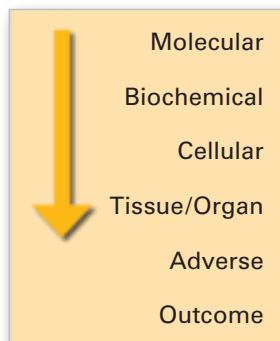 Molecular
Biochemical
Cellular
Tissue/Organ
Adverse
Outcome